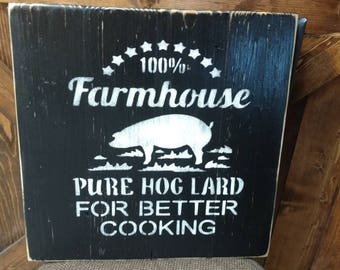 100%
Farmhouse
PURE HOG LARD
FOR BETTER
COOKING